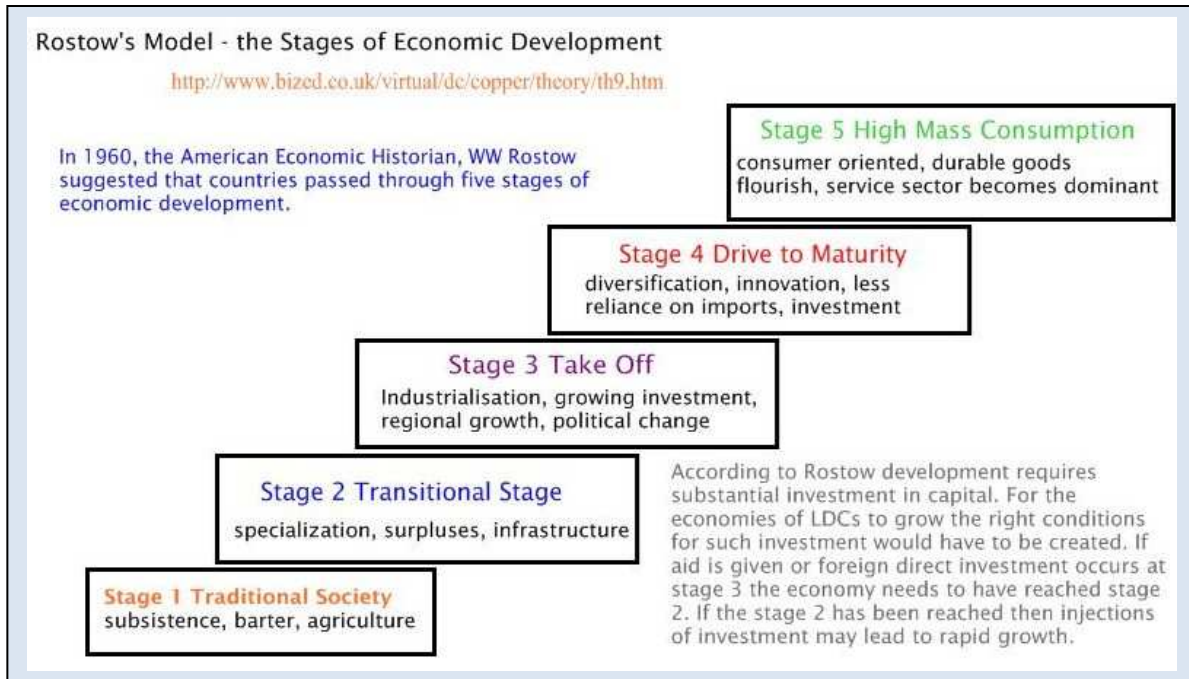 Rostow's Model - the Stages of Economic Development
http://www.bized.co.uk/virtual/dc/copper/theory/th9.htm
In 1960, the American Economic Historian, WW Rostow
suggested that countries passed through five stages of
economic development.
Stage 5 High Mass Consumption
consumer oriented, durable goods
flourish, service sector becomes dominant
Stage 4 Drive to Maturity
diversification, innovation, less
reliance on imports, investment
Stage 3 Take Off
Industrialisation, growing investment,
regional growth, political change
Stage 2 Transitional Stage
specialization, surpluses, infrastructure
Stage 1 Traditional Society
subsistence, barter, agriculture
According to Rostow development requires
substantial investment in capital. For the
economies of LDCs to grow the right conditions
for such investment would have to be created. If
aid is given or foreign direct investment occurs at
stage 3 the economy needs to have reached stage
2. If the stage 2 has been reached then injections
of investment may lead to rapid growth.